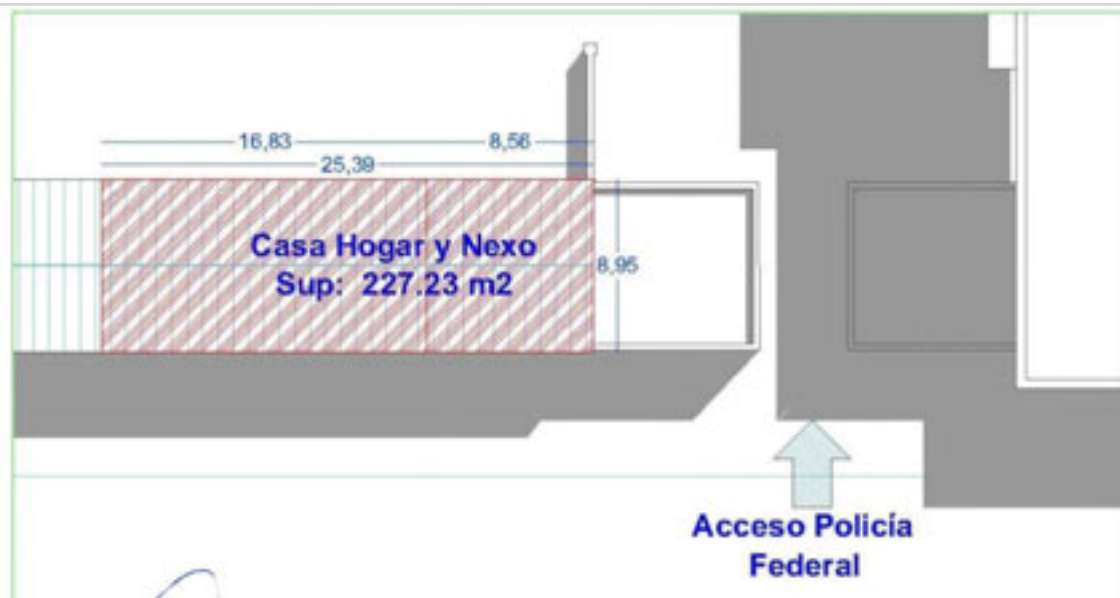 16,83
8,56
25,39
Casa Hogar y Nexo
Sup: 227.23 m2
8,95
Acceso Policía
Federal